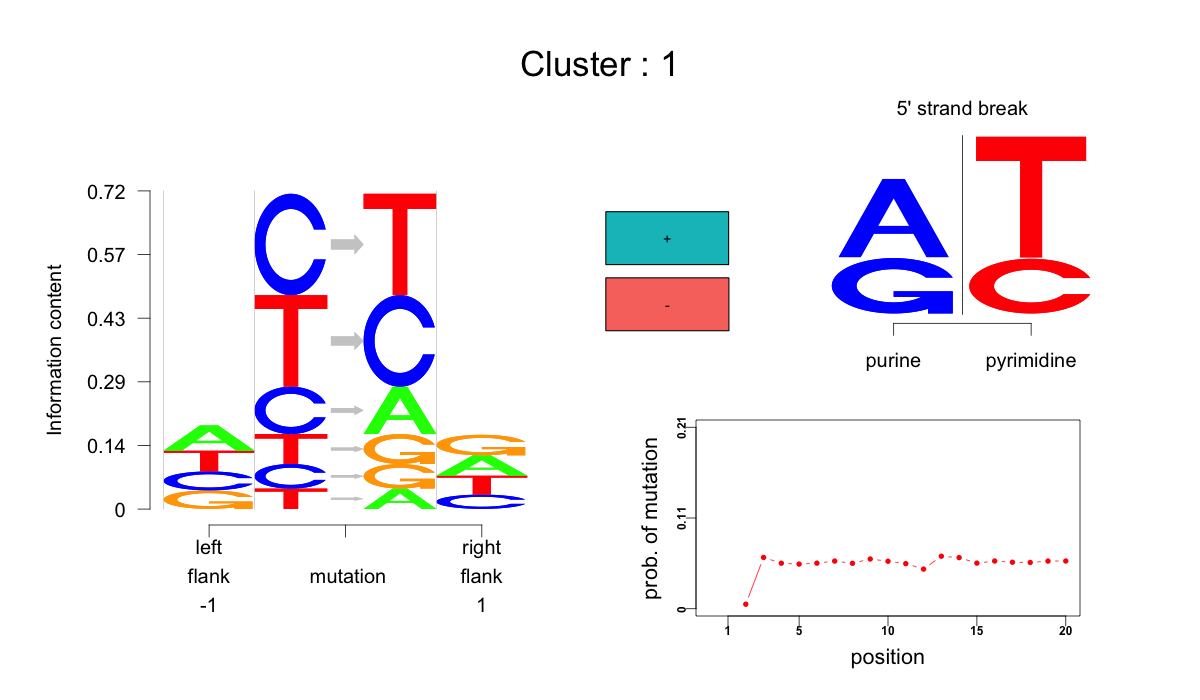 Cluster : 1
Information content
0.72
0.57
0.43
0.29
0.14
0
C T
T C
C A
T G
C G
T A
A
T
C
G
G
A
T
C
left
flank
-1
mutation
right
flank
1
+
-
5' strand break
A T
G C
purine pyrimidine
prob. of mutation
0.21
0.11
0
1 5 10 15 20
position